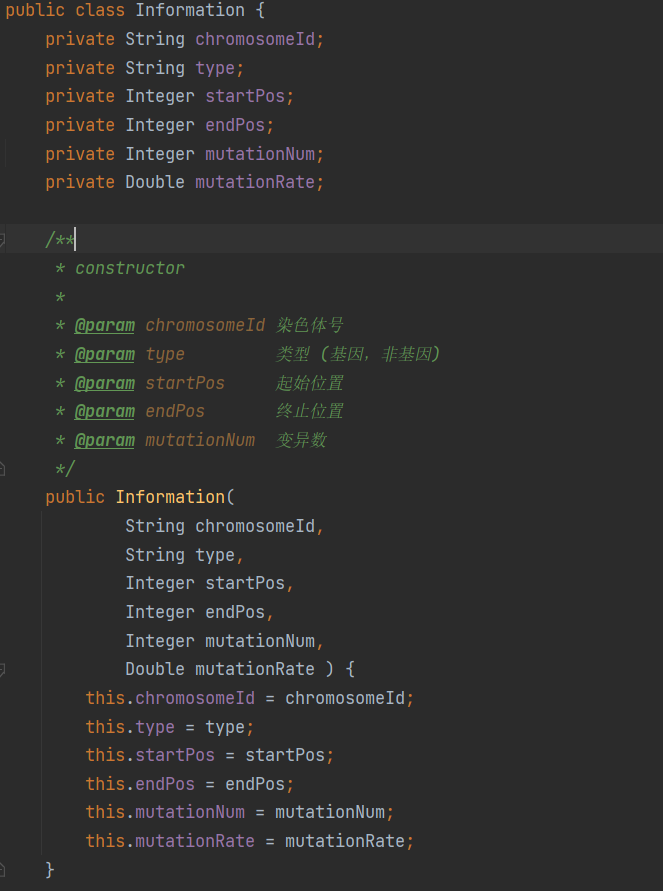 public class Information {
    private String chromosomeId;
    private String type;
    private Integer startPos;
    private Integer endPos;
    private Integer mutationNum;
    private Double mutationRate;
    /**
     * constructor
     *
     * @param chromosomeId 染色体号
     * @param type         类型 (基因, 非基因)
     * @param startPos     起始位置
     * @param endPos       终止位置
     * @param mutationNum  变异数
     */
    public Information(
            String chromosomeId,
            String type,
            Integer startPos,
            Integer endPos,
            Integer mutationNum,
            Double mutationRate ) {
        this.chromosomeId = chromosomeId;
        this.type = type;
        this.startPos = startPos;
        this.endPos = endPos;
        this.mutationNum = mutationNum;
        this.mutationRate = mutationRate;
    }